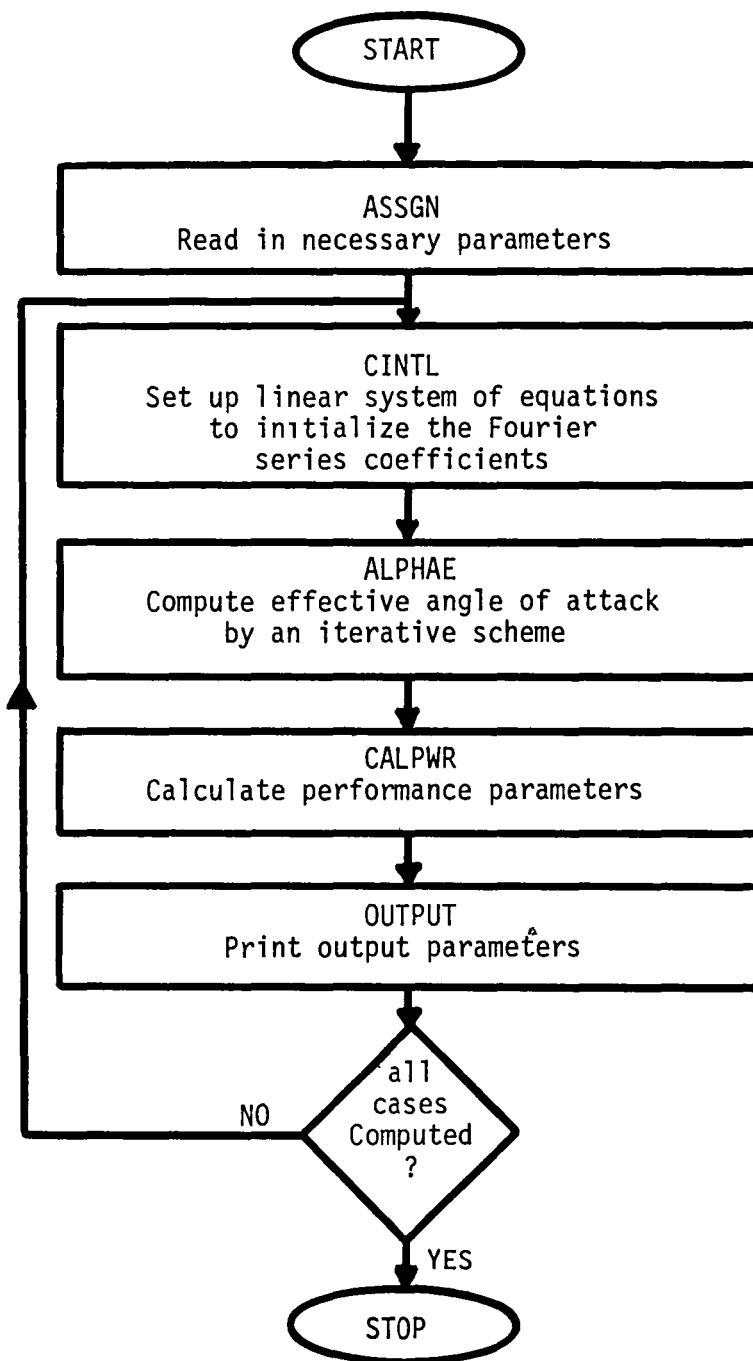 START
ASSGN
Read in necessary parameters
CINTL
Set up linear system of equations
to initialize the Fourier
series coefficients
ALPHAE
Compute effective angle of attack
by an iterative scheme
CALPWR
Calculate performance parameters
OUTPUT
Print output parameters
all
cases
Computed
?
NO
YES
STOP